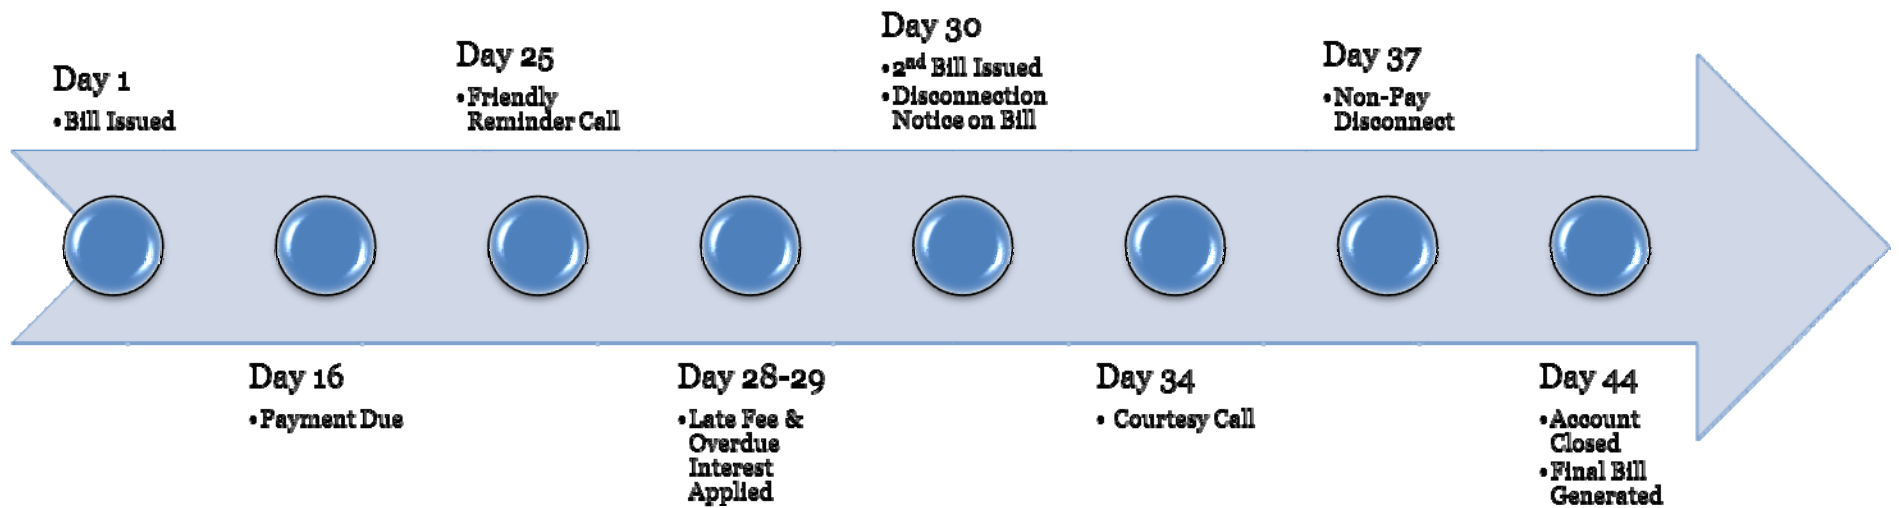 Day 1
•Bill Issued
Day 16
•Payment Due
Day 25
•Friendly
Reminder Call
Day 28-29
•Late Fee &
Overdue
Interest
Applied
Day 30
•2nd Bill Issued
•Disconnection
Notice on Bill
Day 34
• Courtesy Call
Day 37
•Non-Pay
Disconnect
Day 44
•Account
Closed
•Final Bill
Generated